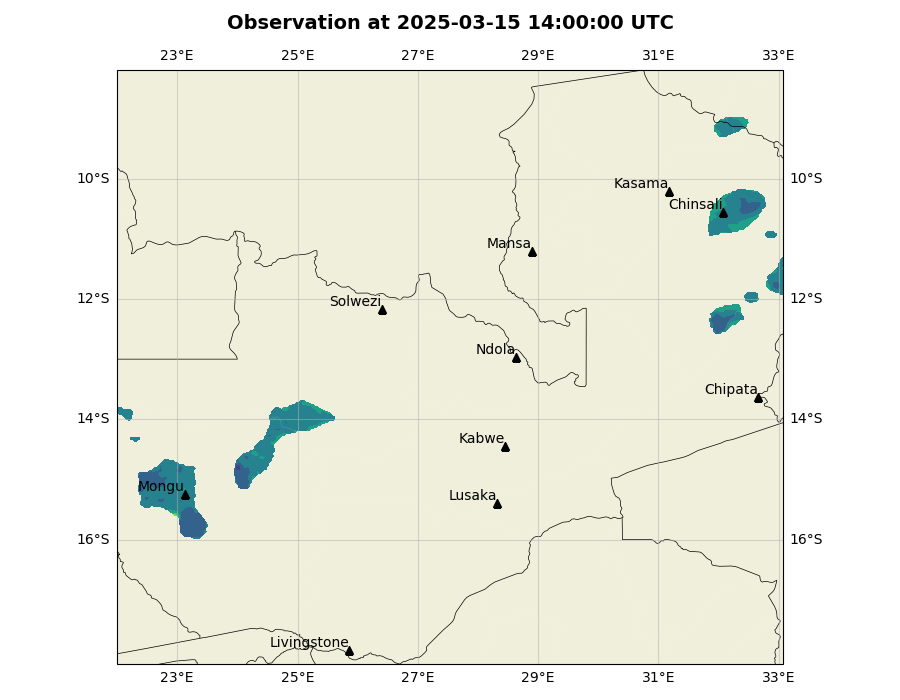 Observation at 2025-03-15 14:00:00 UTC
23°E 25°E 27°E 29°E 31°E 33°E
10°S 10°S
Kasama
Chinsali
Mansa
12°S 12°S
Solwezi
Ndola
Chipata
14°S 14°S
Kabwe
Mongu
Lusaka
16°S 16°S
Livingstone
23°E 25°E 27°E 29°E 31°E 33°E